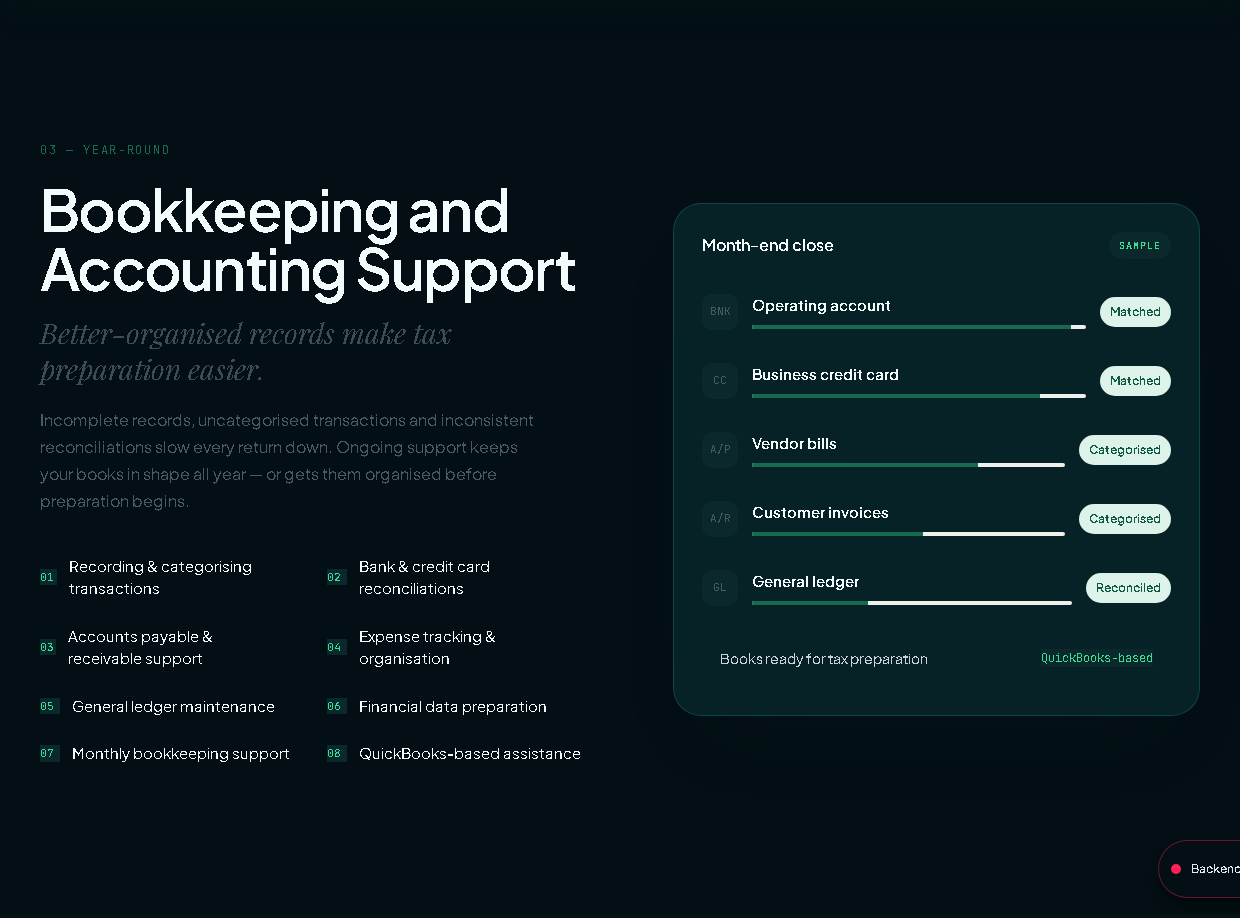 03 — YEAR-ROUND
Bookkeeping and
Accounting Support
Better-organised records make tax
preparation easier.
Incomplete records, uncategorised transactions and inconsistent
reconciliations slow every return down. Ongoing support keeps
your books in shape all year — or gets them organised before
preparation begins.
01 Recording & categorising
transactions
02 Bank & credit card
reconciliations
03 Accounts payable &
receivable support
04 Expense tracking &
organisation
05 General ledger maintenance
06 Financial data preparation
07 Monthly bookkeeping support
08 QuickBooks-based assistance
Month-end close
SAMPLE
BNK Operating account Matched
CC Business credit card Matched
A/P Vendor bills Categorised
A/R Customer invoices Categorised
GL General ledger Reconciled
Books ready for tax preparation
QuickBooks-based